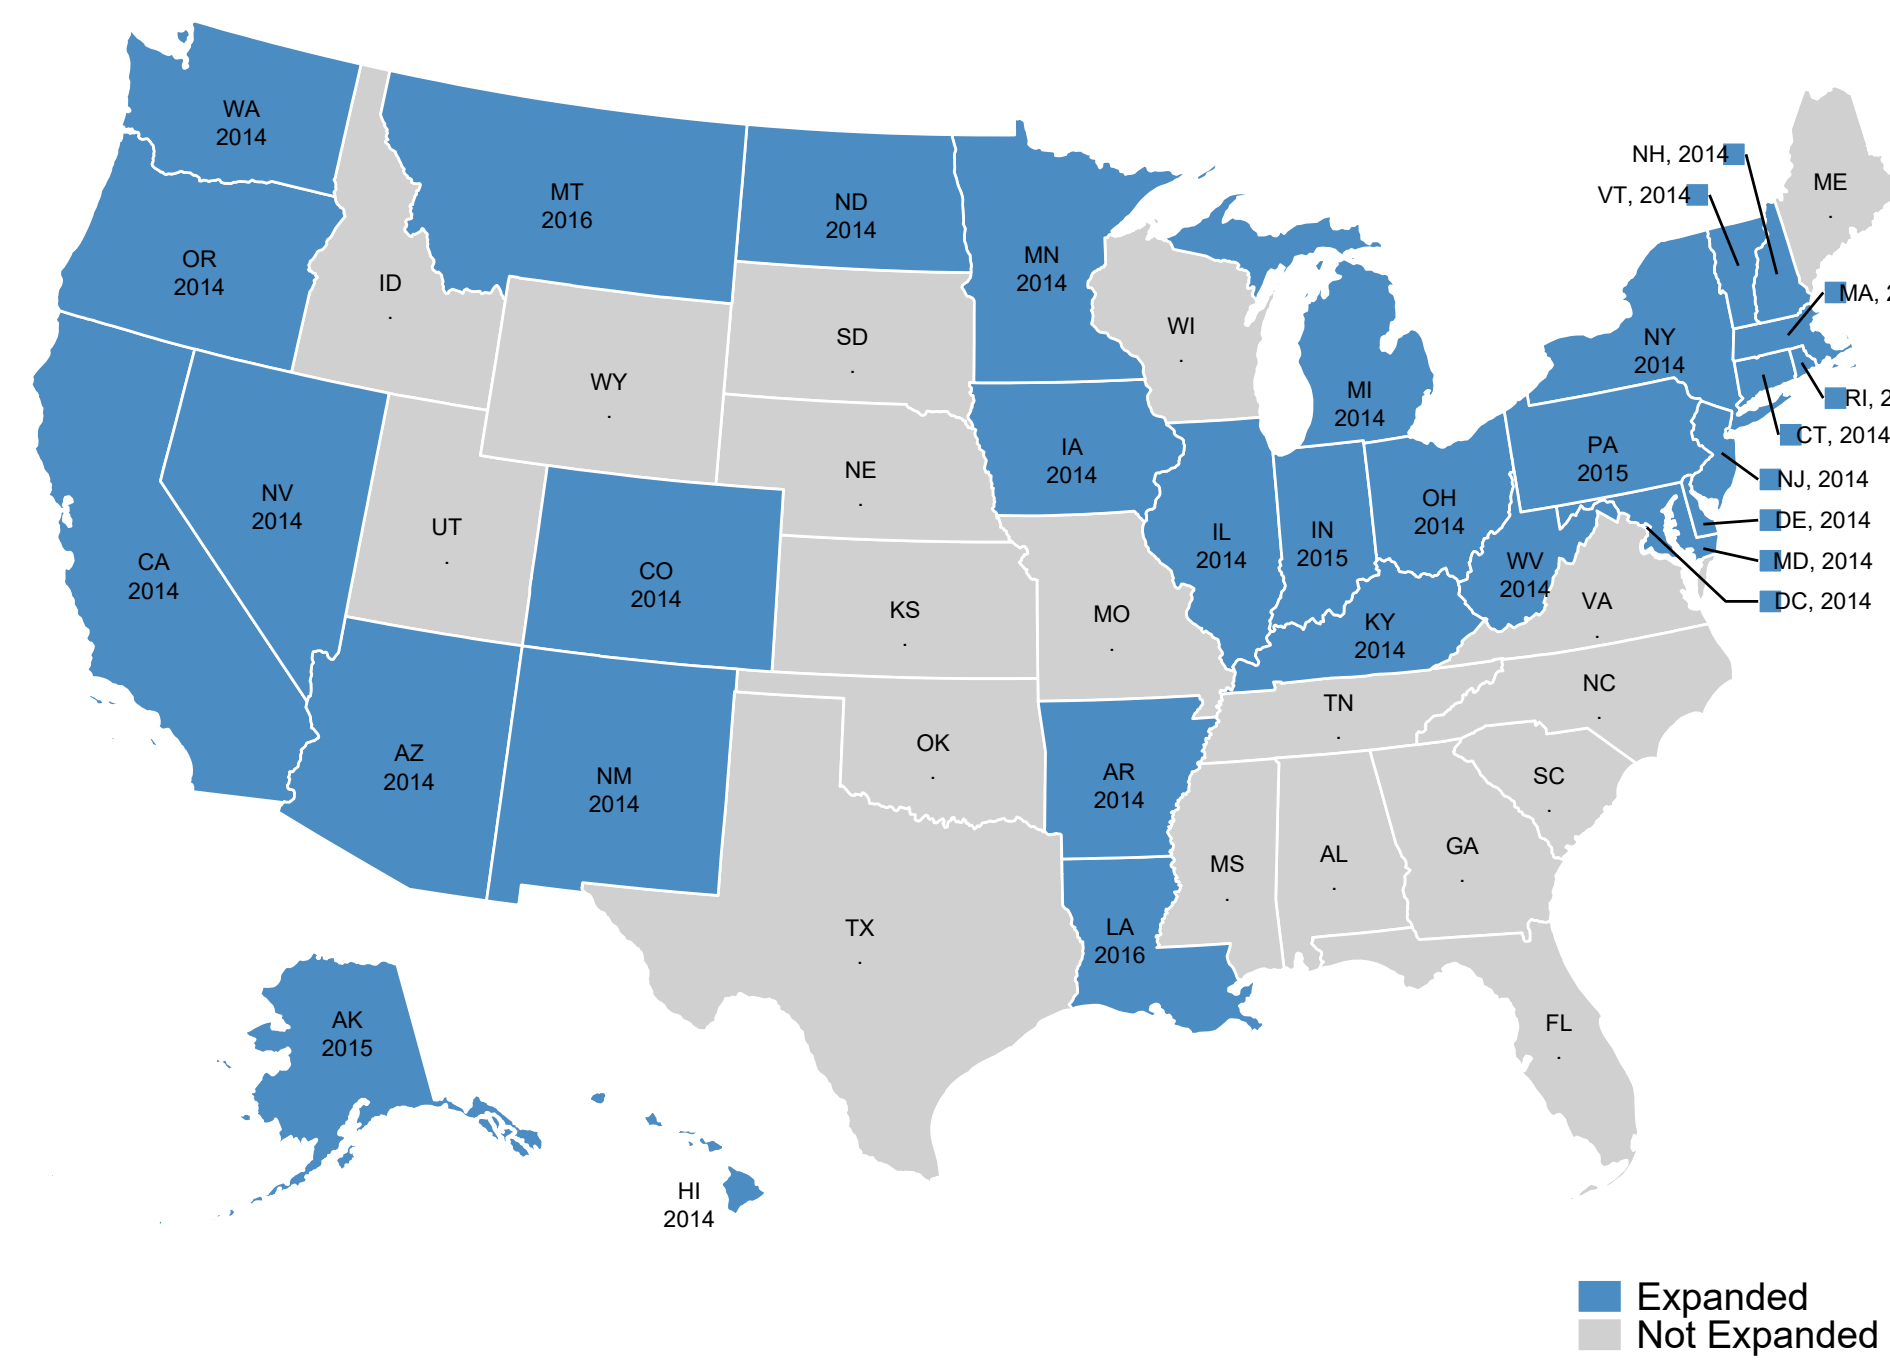 WA
2014
OR
2014
CA
2014
NV
2014
ID
.
MT
2016
WY
.
UT
.
CO
2014
AZ
2014
NM
2014
ND
2014
SD
.
NE
.
KS
.
OK
.
TX
.
MN
2014
IA
2014
MO
.
AR
2014
LA
2016
WI
.
IL
2014
IN
2015
MI
2014
OH
2014
KY
2014
TN
.
MS
.
AL
.
GA
.
FL
.
SC
.
NC
.
VA
.
WV
2014
PA
2015
NY
2014
ME
.
NH, 2014
VT, 2014
MA, 2
RI, 2
CT, 2014
NJ, 2014
DE, 2014
MD, 2014
DC, 2014
AK
2015
HI
2014
Expanded
Not Expanded